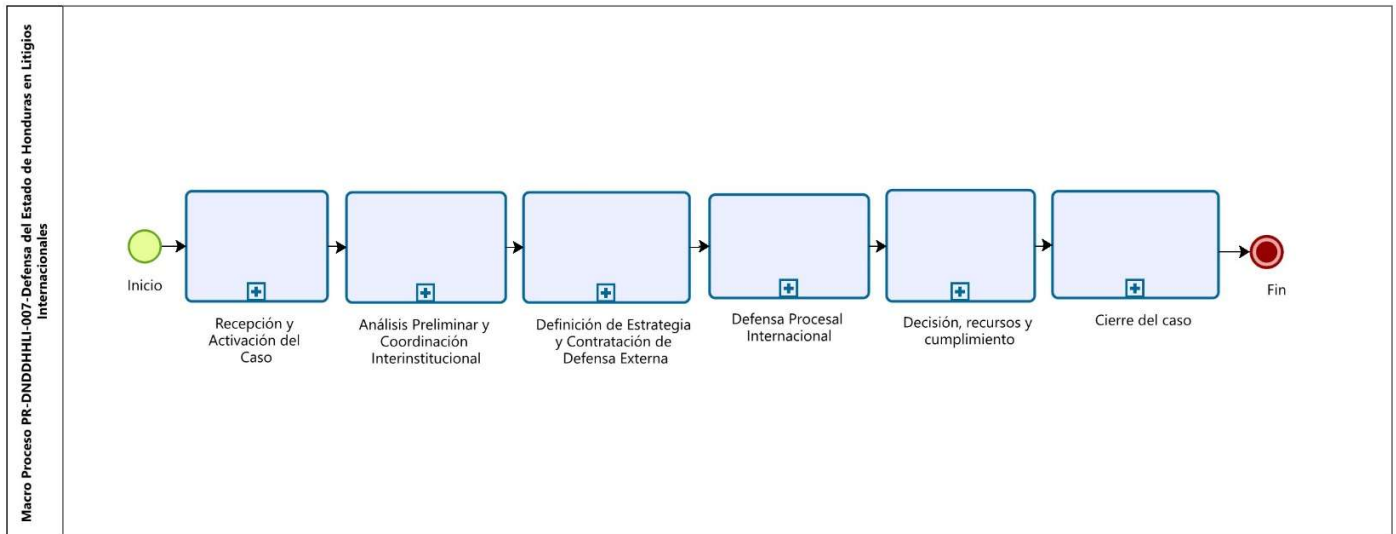 Macro Proceso PR-DNDDHHLI-007-Defensa del Estado de Honduras en Litigios
Internacionales
Inicio
Recepción y
Activación del
Caso
Análisis Preliminar y
Coordinación
Interinstitucional
Definición de Estrategia
y Contratación de
Defensa Externa
Defensa Procesal
Internacional
Decisión, recursos y
cumplimiento
Cierre del caso
Fin